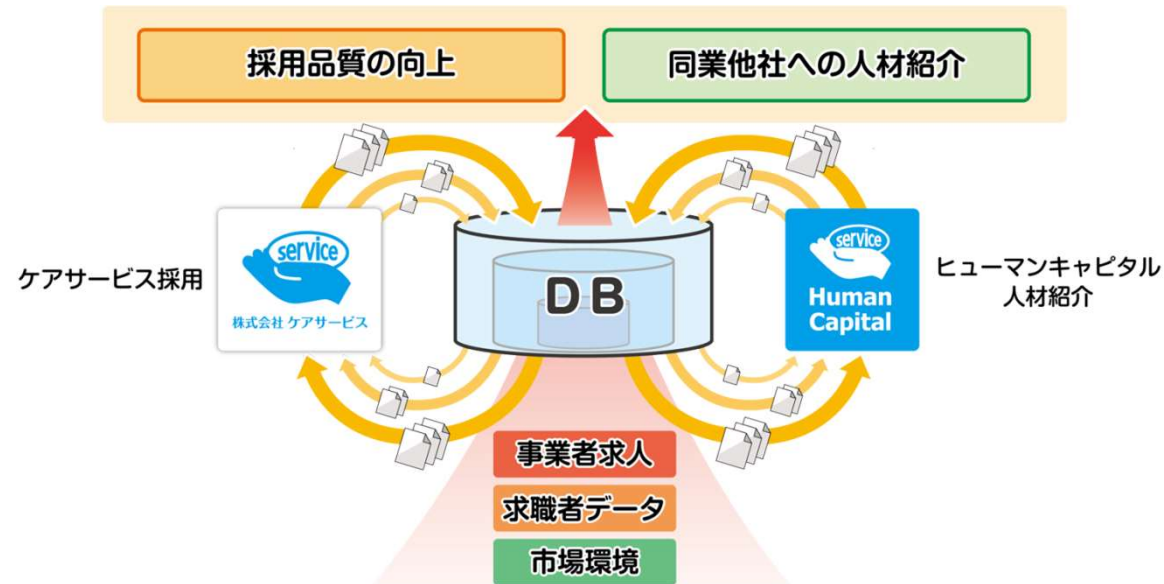 採用品質の向上
同業他社への人材紹介
ケアサービス採用
service
株式会社 ケアサービス
DB
service
Human
Capital
ヒューマンキャピタル
人材紹介
事業者求人
求職者データ
市場環境